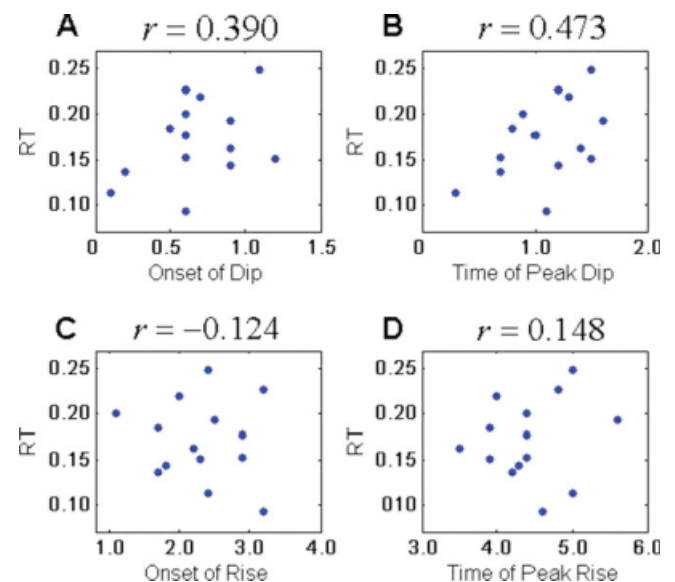 A r = 0.390
B r = 0.473
0.25
0.20
0.15
0.10
RT
0 0.5 1.0 1.5
Onset of Dip
0.25
0.20
0.15
0.10
RT
0 1.0 2.0
Time of Peak Dip
C r = −0.124
D r = 0.148
0.25
0.20
0.15
0.10
RT
1.0 2.0 3.0 4.0
Onset of Rise
0.25
0.20
0.15
010
RT
3.0 4.0 5.0 6.0
Time of Peak Rise